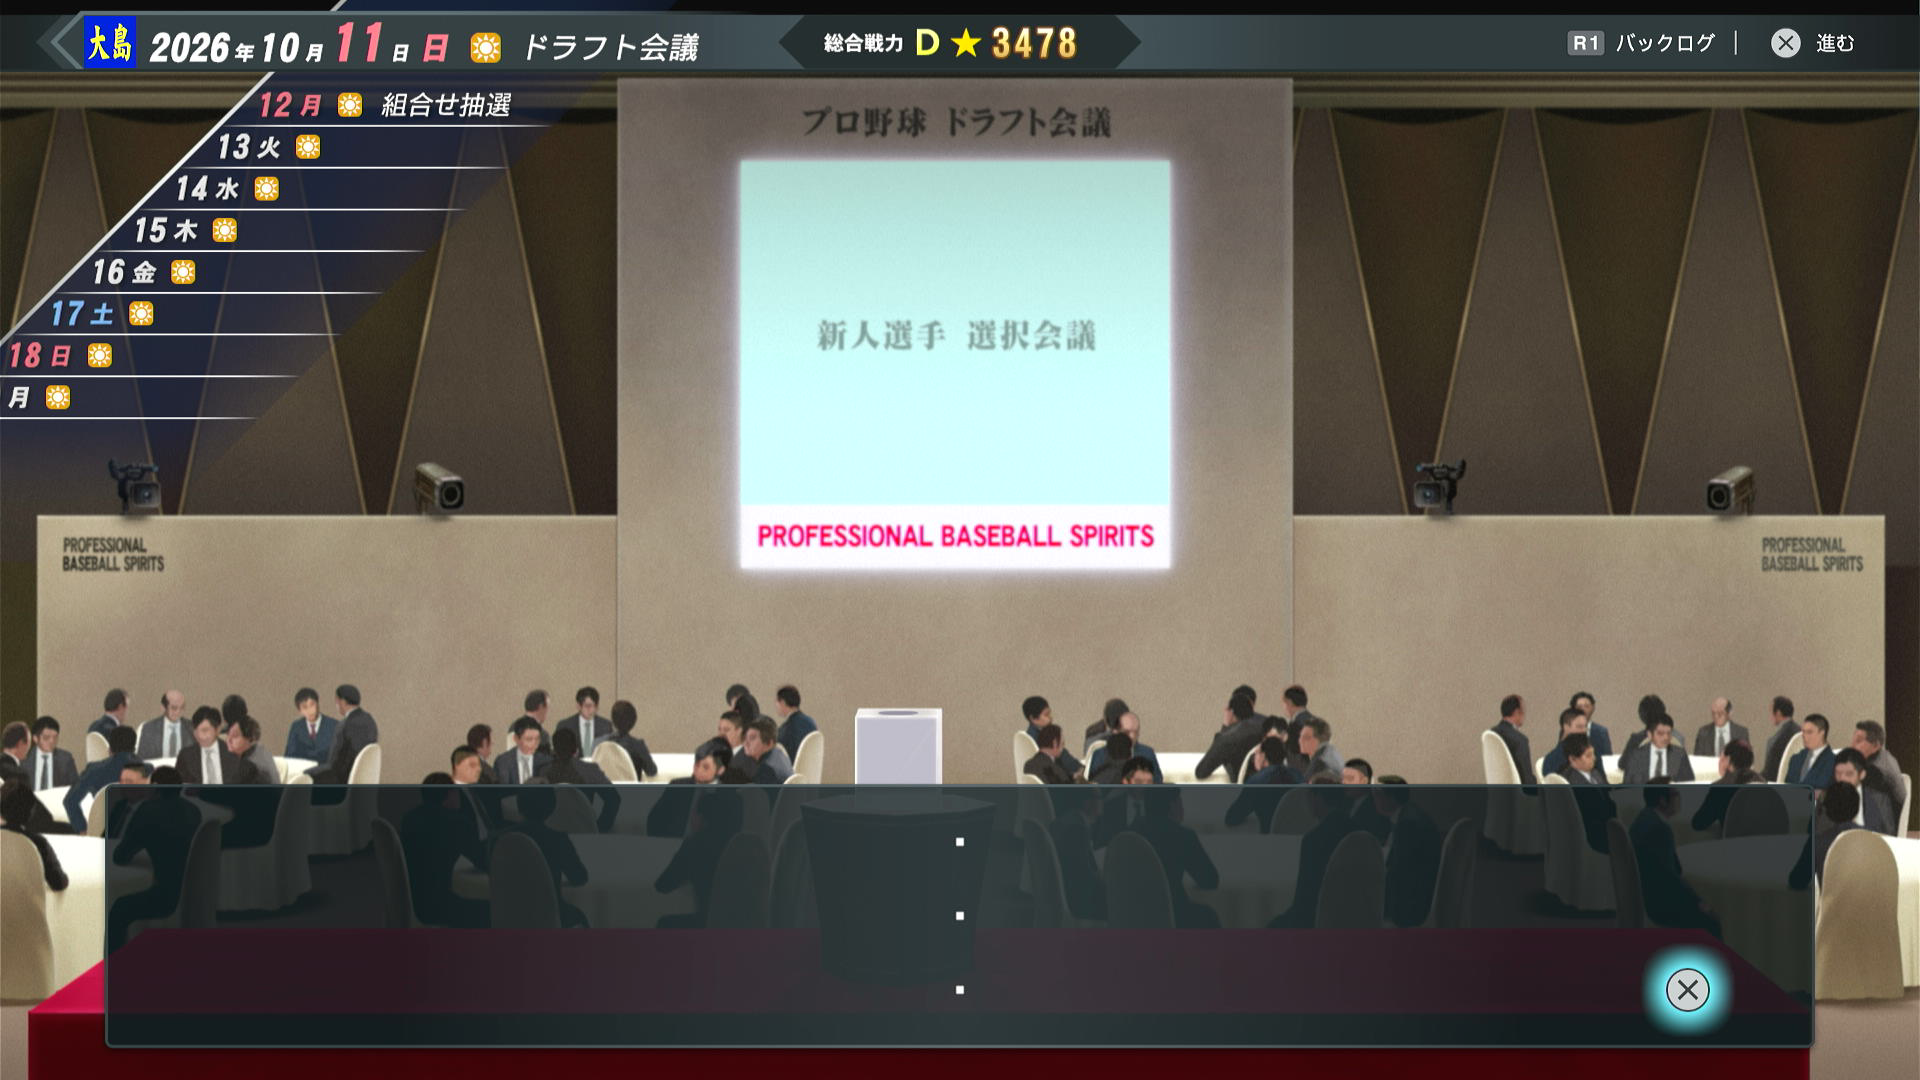 大島 2026年10月11日 日 ドラフト会議
総合戦力 D ★ 3478
R1 バックログ | 進む
12 月 組合せ抽選
13 火
14 水
15 木
16 金
17 土
18 日
月
プロ野球 ドラフト会議
新人選手 選択会議
PROFESSIONAL BASEBALL SPIRITS
PROFESSIONAL
BASEBALL SPIRITS
PROFESSIONAL
BASEBALL SPIRITS